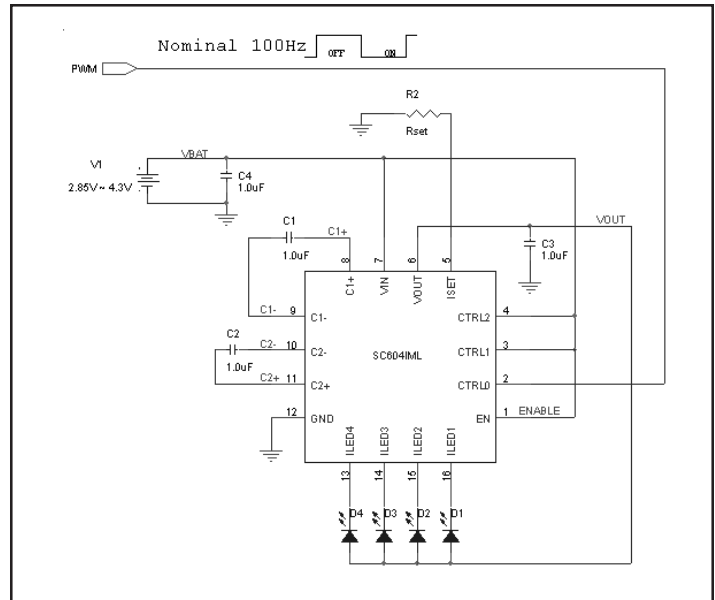 Nominal 100Hz
OFF
ON
PWM
R2
Rset
VBAT
V1
2.85V~ 4.3V
C4
1.0uF
C1
C1+
1.0uF
VOUT
C3
1.0uF
8
7
6
5
C1+
VIN
VOUT
ISET
C1-
9
C1-
CTRL2
4
C2
C2-
10
C2-
SC604IML
CTRL1
3
1.0uF
C2+
11
C2+
CTRL0
2
12
GND
EN
1
ENABLE
ILED4
ILED3
ILED2
ILED1
13
14
15
16
D4
D3
D2
D1